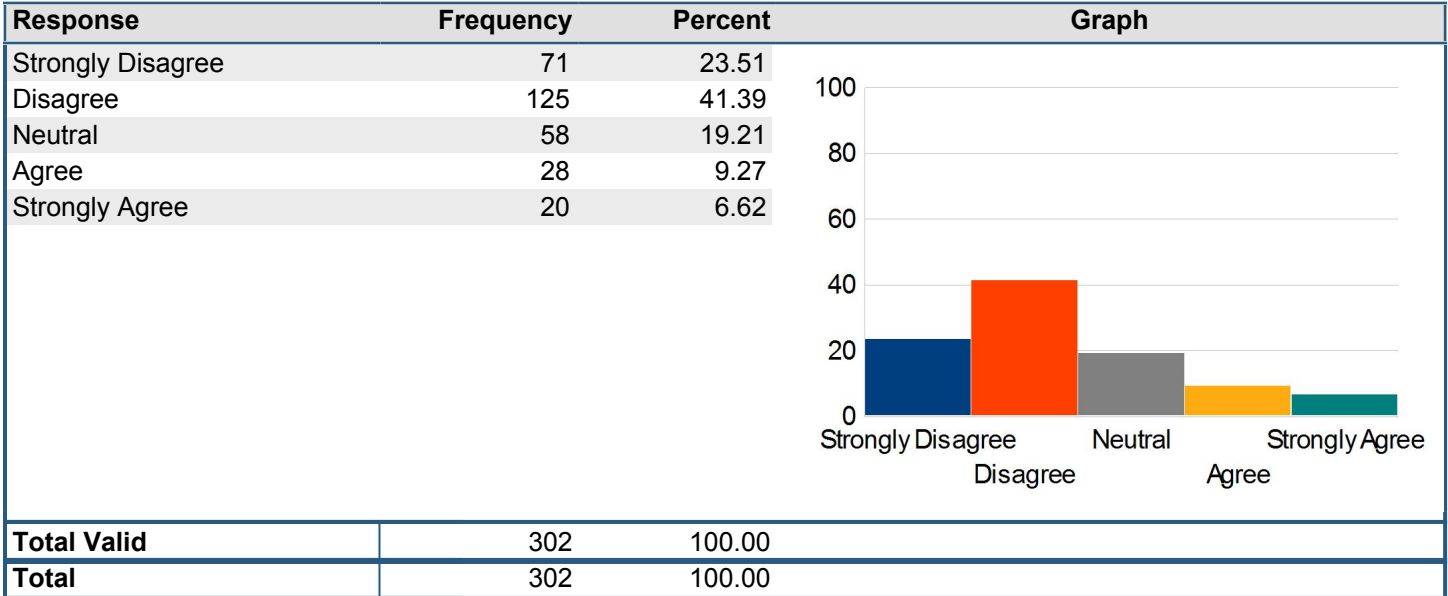 Response Frequency Percent Graph
Strongly Disagree 71 23.51
Disagree 125 41.39
Neutral 58 19.21
Agree 28 9.27
Strongly Agree 20 6.62
100
80
60
40
20
0
Strongly Disagree Neutral Strongly Agree
Disagree Agree
Total Valid 302 100.00
Total 302 100.00